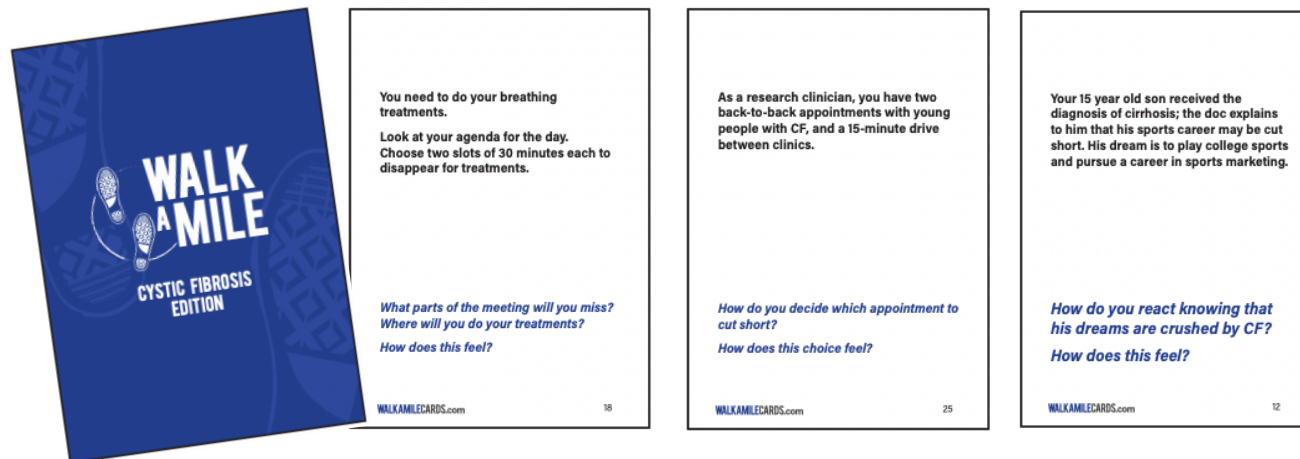 WALK
A MILE
CYSTIC FIBROSIS
EDITION
You need to do your breathing
treatments.
Look at your agenda for the day.
Choose two slots of 30 minutes each to
disappear for treatments.
What parts of the meeting will you miss?
Where will you do your treatments?
How does this feel?
WALKAMILECARDS.com
18
As a research clinician, you have two
back-to-back appointments with young
people with CF, and a 15-minute drive
between clinics.
How do you decide which appointment to
cut short?
How does this choice feel?
WALKAMILECARDS.com
25
Your 15 year old son received the
diagnosis of cirrhosis; the doc explains
to him that his sports career may be cut
short. His dream is to play college sports
and pursue a career in sports marketing.
How do you react knowing that
his dreams are crushed by CF?
How does this feel?
WALKAMILECARDS.com
12